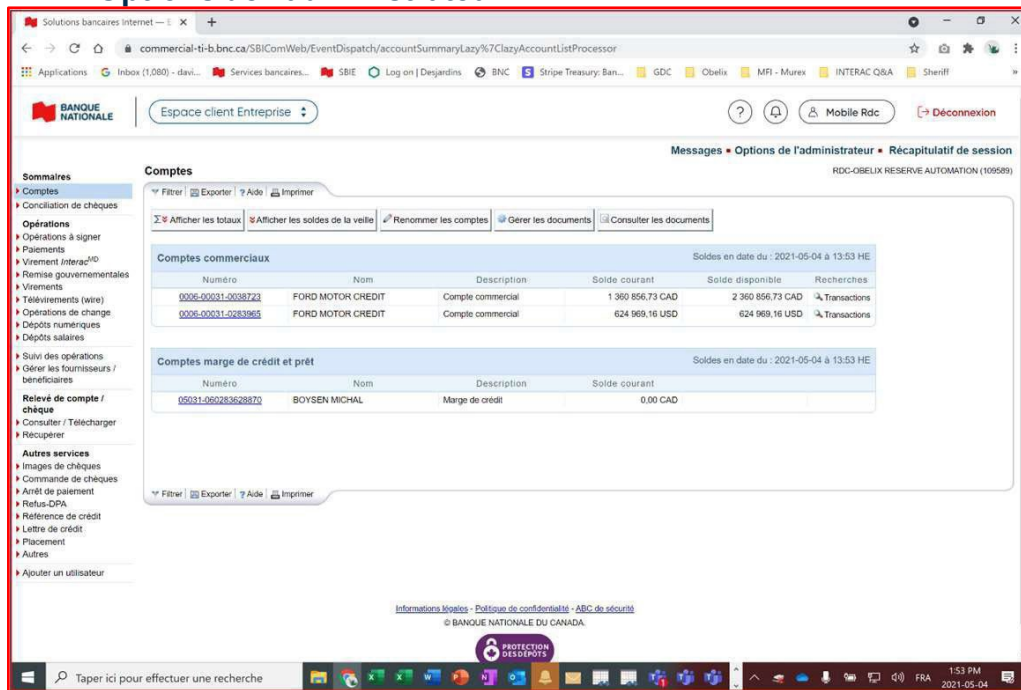 Solutions bancaires Inter
commercial-ti-b.bnc.ca/SBIComWeb/EventDispatch/accountSummaryLazy%7ClazyAccountListProcessor
Applications Inbox (1,080) - davi... Services bancaires... SBIE Log on | Desjardins BNC Stripe Treasury: Ban... GDC Obelix MFI - Murex INTERAC Q&A Sheriff »
BANQUE NATIONALE Espace client Entreprise ? Mobile Rdc Déconnexion
Messages ▪ Options de l'administrateur ▪ Récapitulatif de session
Comptes RDC-OBELIX RESERVE AUTOMATION (109589)
Sommaires
Comptes
Conciliation de chèques
Opérations
Opérations à signer
Paiements
Virement Interac MD
Remise gouvernementales
Virements
Télévirements (wire)
Opérations de change
Dépôts numériques
Dépôts salaires
Suivi des opérations
Gérer les fournisseurs /
bénéficiaires
Relevé de compte /
chèque
Consulter / Télécharger
Récupérer
Autres services
Images de chèques
Commande de chèques
Arrêt de paiement
Refus-DPA
Référence de crédit
Lettre de crédit
Placement
Autres
Ajouter un utilisateur
Filtrer Exporter ? Aide Imprimer
Afficher les totaux Afficher les soldes de la veille Renommer les comptes Gérer les documents Consulter les documents
Comptes commerciaux Soldes en date du : 2021-05-04 à 13:53 HE
Numéro Nom Description Solde courant Solde disponible Recherches
0006-00031-0038723 FORD MOTOR CREDIT Compte commercial 1 360 856,73 CAD 2 360 856,73 CAD Transactions
0006-00031-0283965 FORD MOTOR CREDIT Compte commercial 624 969,16 USD 624 969,16 USD Transactions
Comptes marge de crédit et prêt Soldes en date du : 2021-05-04 à 13:53 HE
Numéro Nom Description Solde courant
05031-060283628870 BOYSEN MICHAL Marge de crédit 0,00 CAD
Filtrer Exporter ? Aide Imprimer
Informations légales - Politique de confidentialité - ABC de sécurité
© BANQUE NATIONALE DU CANADA.
PROTECTION
DES DÉPÔTS
Taper ici pour effectuer une recherche FRA 1:53 PM
2021-05-04